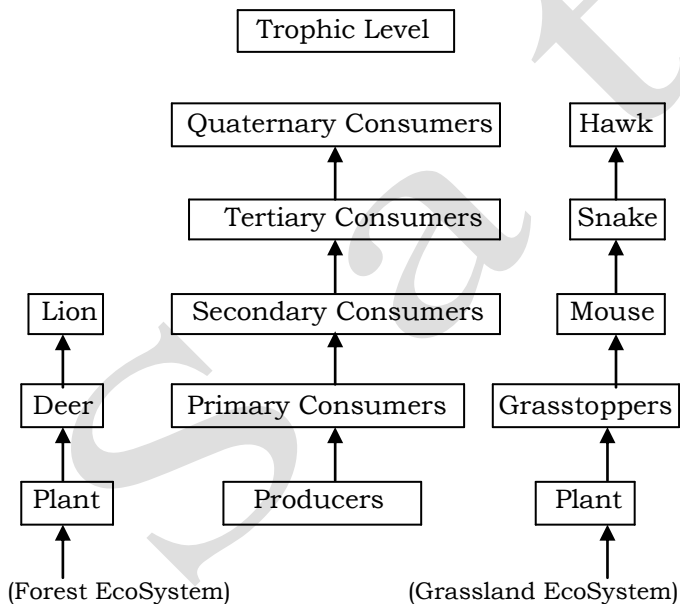 Trophic Level
Quaternary Consumers Hawk
Tertiary Consumers Snake
Lion Secondary Consumers Mouse
Deer Primary Consumers Grasstoppers
Plant Producers Plant
(Forest EcoSystem) (Grassland EcoSystem)